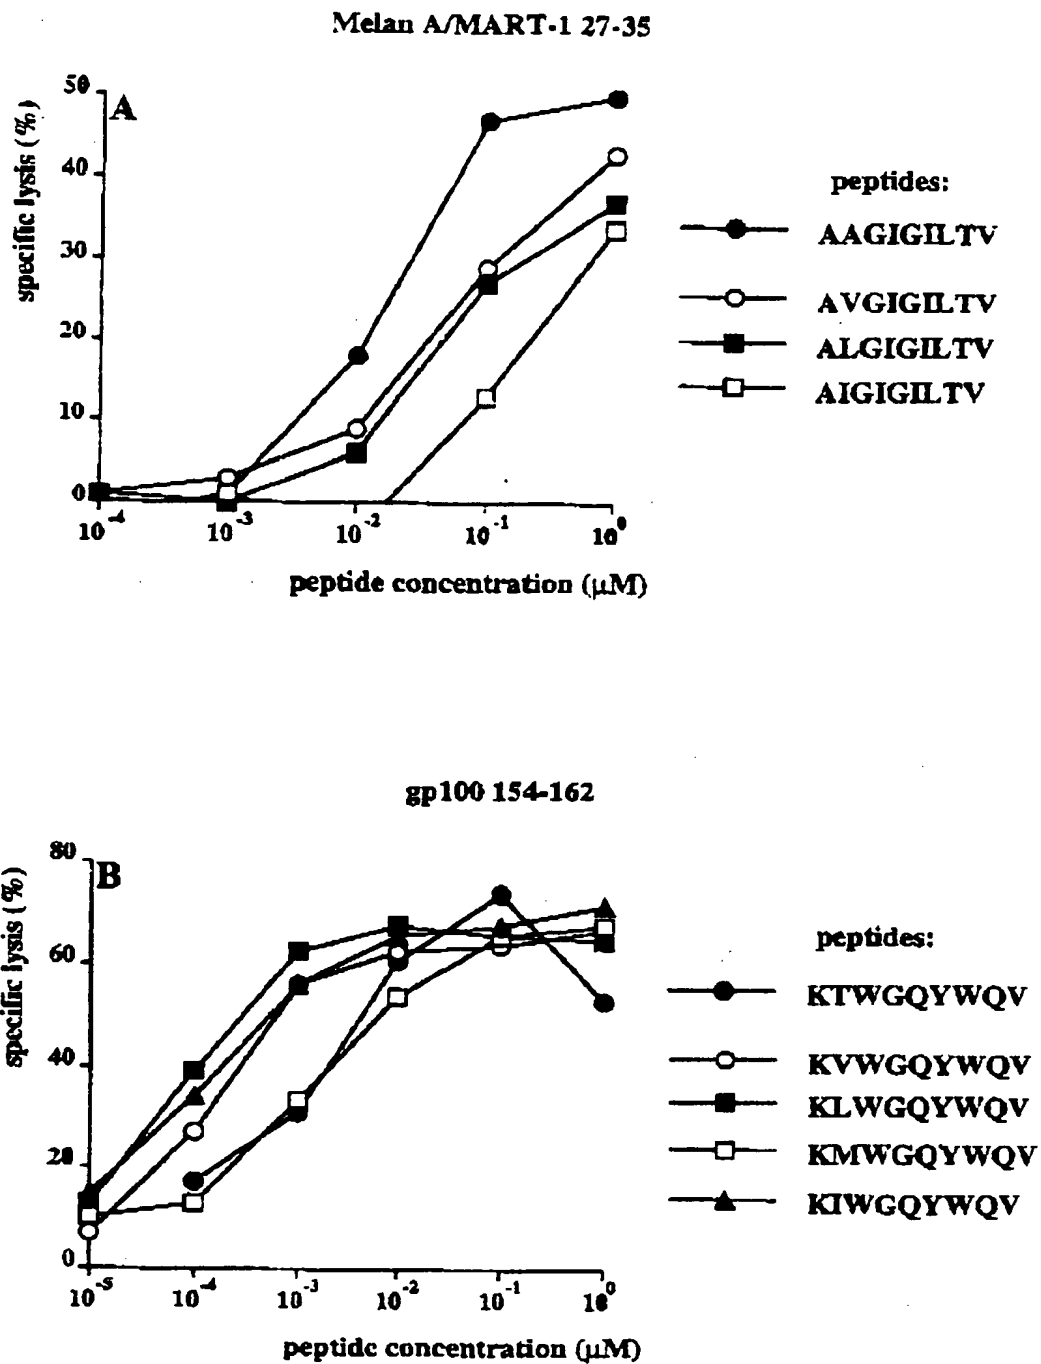 Melan A/MART-1 27-35
A
specific lysis (%)
50
40
30
20
10
0
10^-4 10^-3 10^-2 10^-1 10^0
peptide concentration (μM)
peptides:
AAGIGILTV
AVGIGILTV
ALGIGILTV
AIGIGILTV
gp100 154-162
B
specific lysis (%)
80
60
40
20
0
10^-5 10^-4 10^-3 10^-2 10^-1 10^0
peptide concentration (μM)
peptides:
KTWGQYWQV
KVWGQYWQV
KLWGQYWQV
KMWGQYWQV
KIWGQYWQV